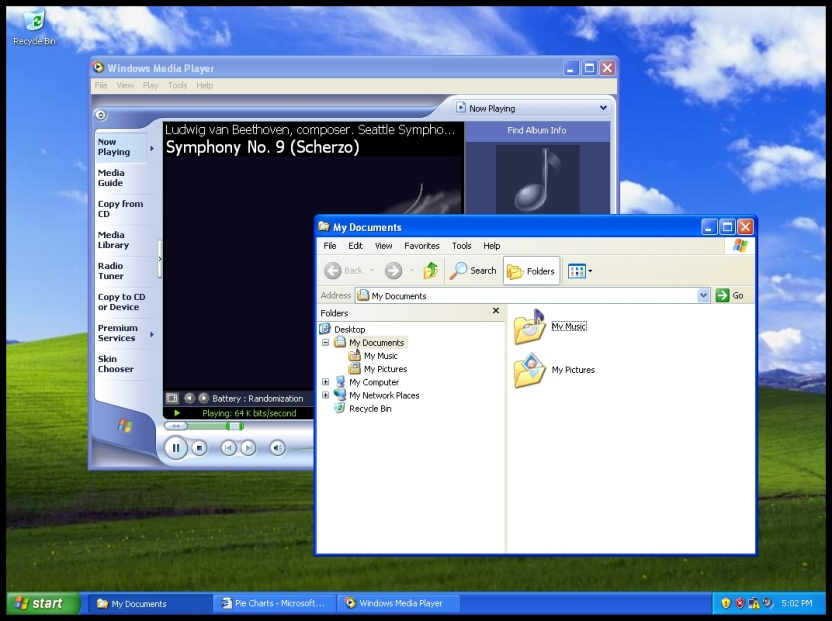 Recycle Bin
Windows Media Player
File View Play Tools Help
Now Playing
Now
Playing
Media
Guide
Copy from
CD
Media
Library
Radio
Tuner
Copy to CD
or Device
Premium
Services
Skin
Chooser
Ludwig van Beethoven, composer. Seattle Sympho...
Symphony No. 9 (Scherzo)
Find Album Info
Battery : Randomization
Playing: 64 K bits/second
My Documents
File Edit View Favorites Tools Help
Back Search Folders
Address My Documents Go
Folders
Desktop
My Documents
My Music
My Pictures
My Computer
My Network Places
Recycle Bin
My Music
My Pictures
start My Documents Pie Charts - Microsoft... Windows Media Player 5:02 PM